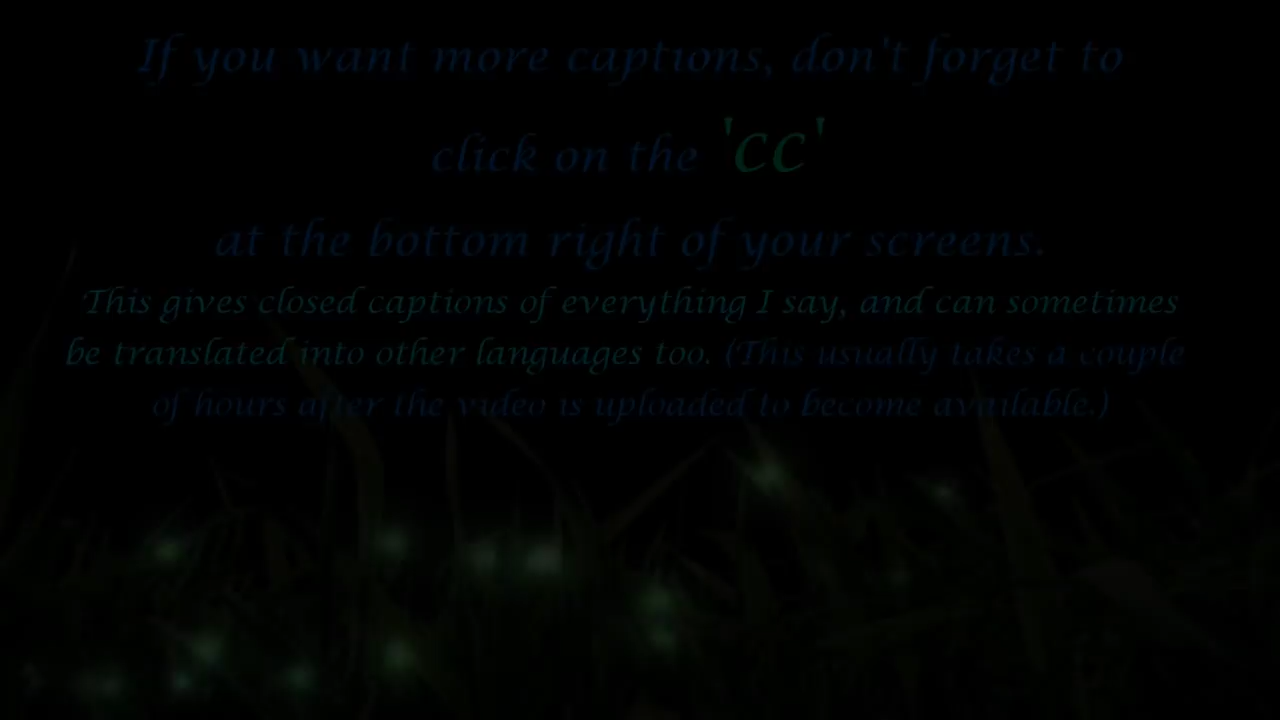 If you want more captions, don't forget to
click on the 'cc'
at the bottom right of your screens.
This gives closed captions of everything I say, and can sometimes
be translated into other languages too. (This usually takes a couple
of hours after the video is uploaded to become available.)